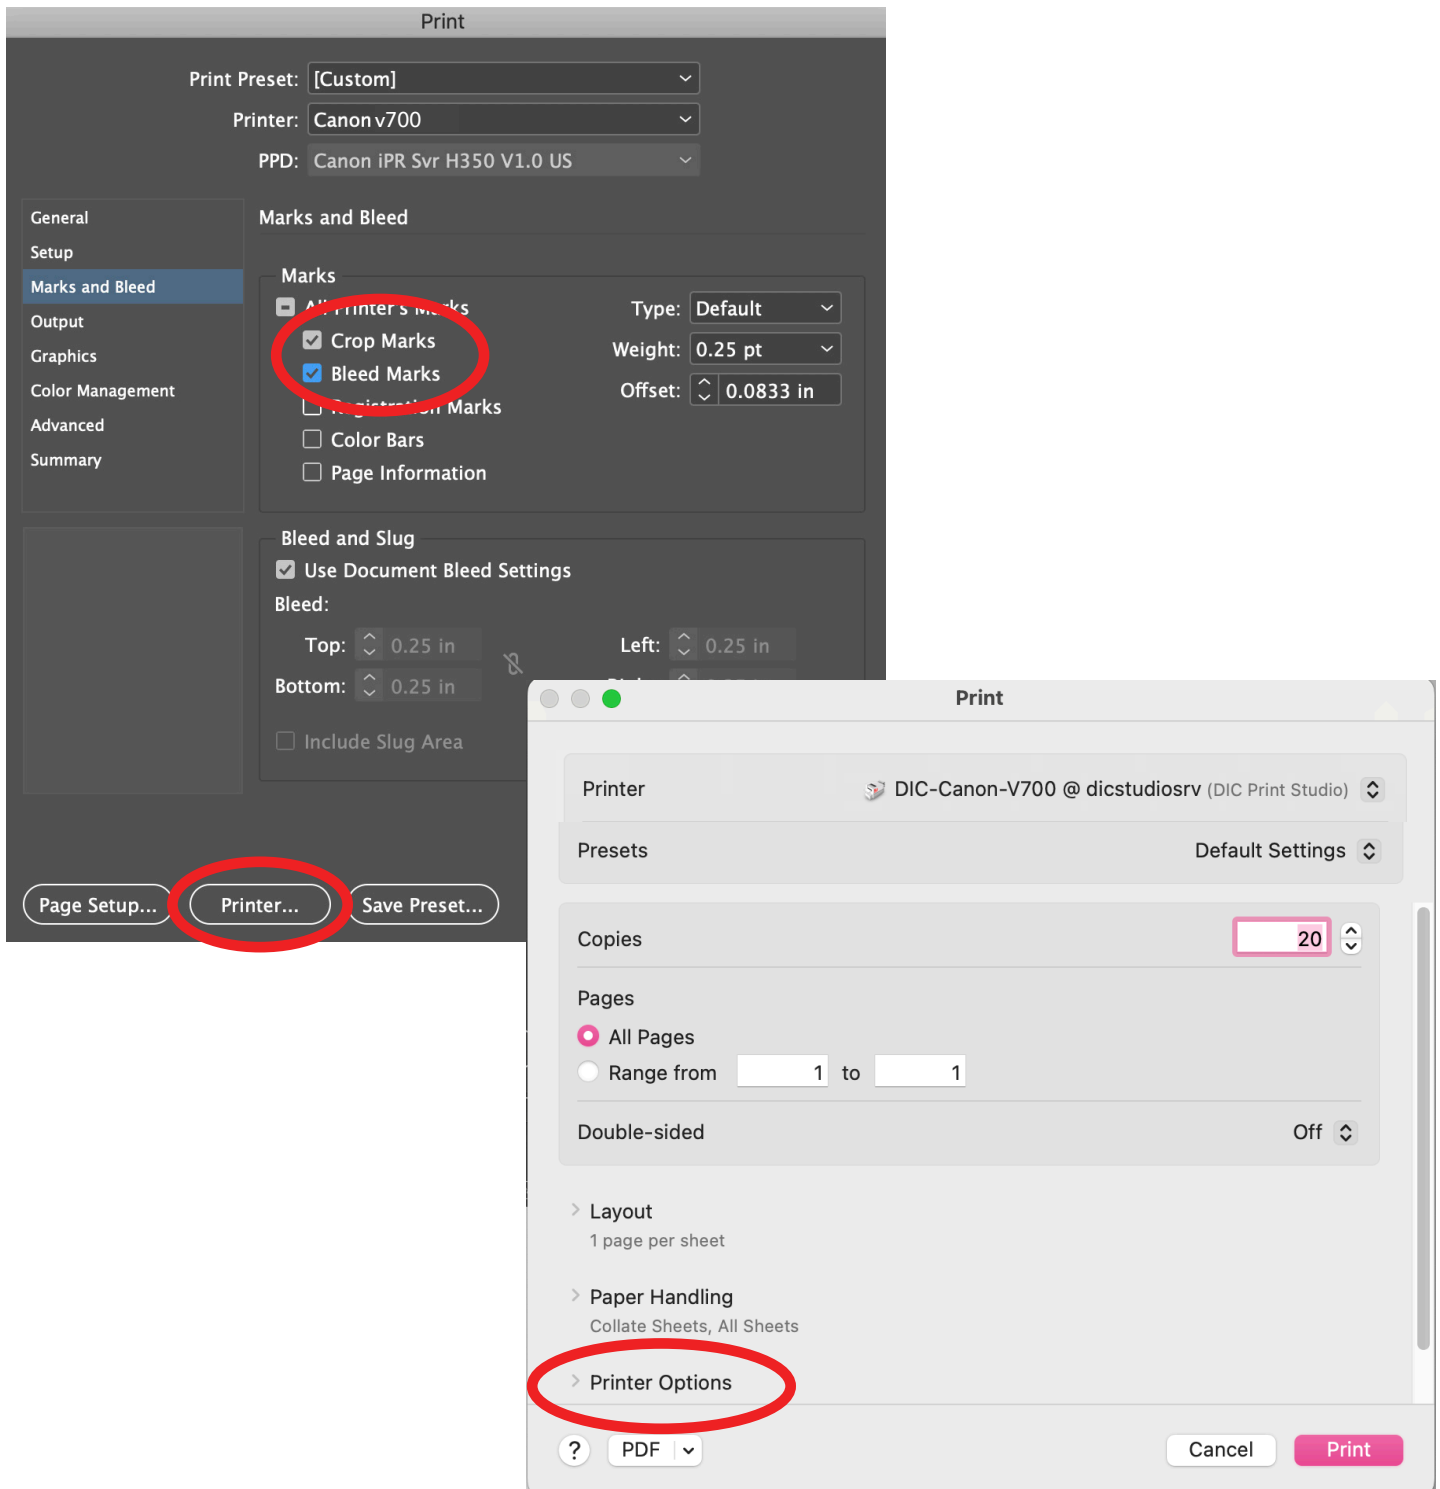 Print
Print Preset: [Custom]
Printer: Canon v700
PPD: Canon iPR Svr H350 V1.0 US
General
Setup
Marks and Bleed
Output
Graphics
Color Management
Advanced
Summary
Marks and Bleed
Marks
All Printer's Marks
Crop Marks
Bleed Marks
Registration Marks
Color Bars
Page Information
Type: Default
Weight: 0.25 pt
Offset: 0.0833 in
Bleed and Slug
Use Document Bleed Settings
Bleed:
Top: 0.25 in
Left: 0.25 in
Bottom: 0.25 in
Include Slug Area
Page Setup...
Printer...
Save Preset...
Print
Printer DIC-Canon-V700 @ dicstudiosrv (DIC Print Studio)
Presets Default Settings
Copies 20
Pages
All Pages
Range from 1 to 1
Double-sided Off
Layout
1 page per sheet
Paper Handling
Collate Sheets, All Sheets
Printer Options
? PDF Cancel Print